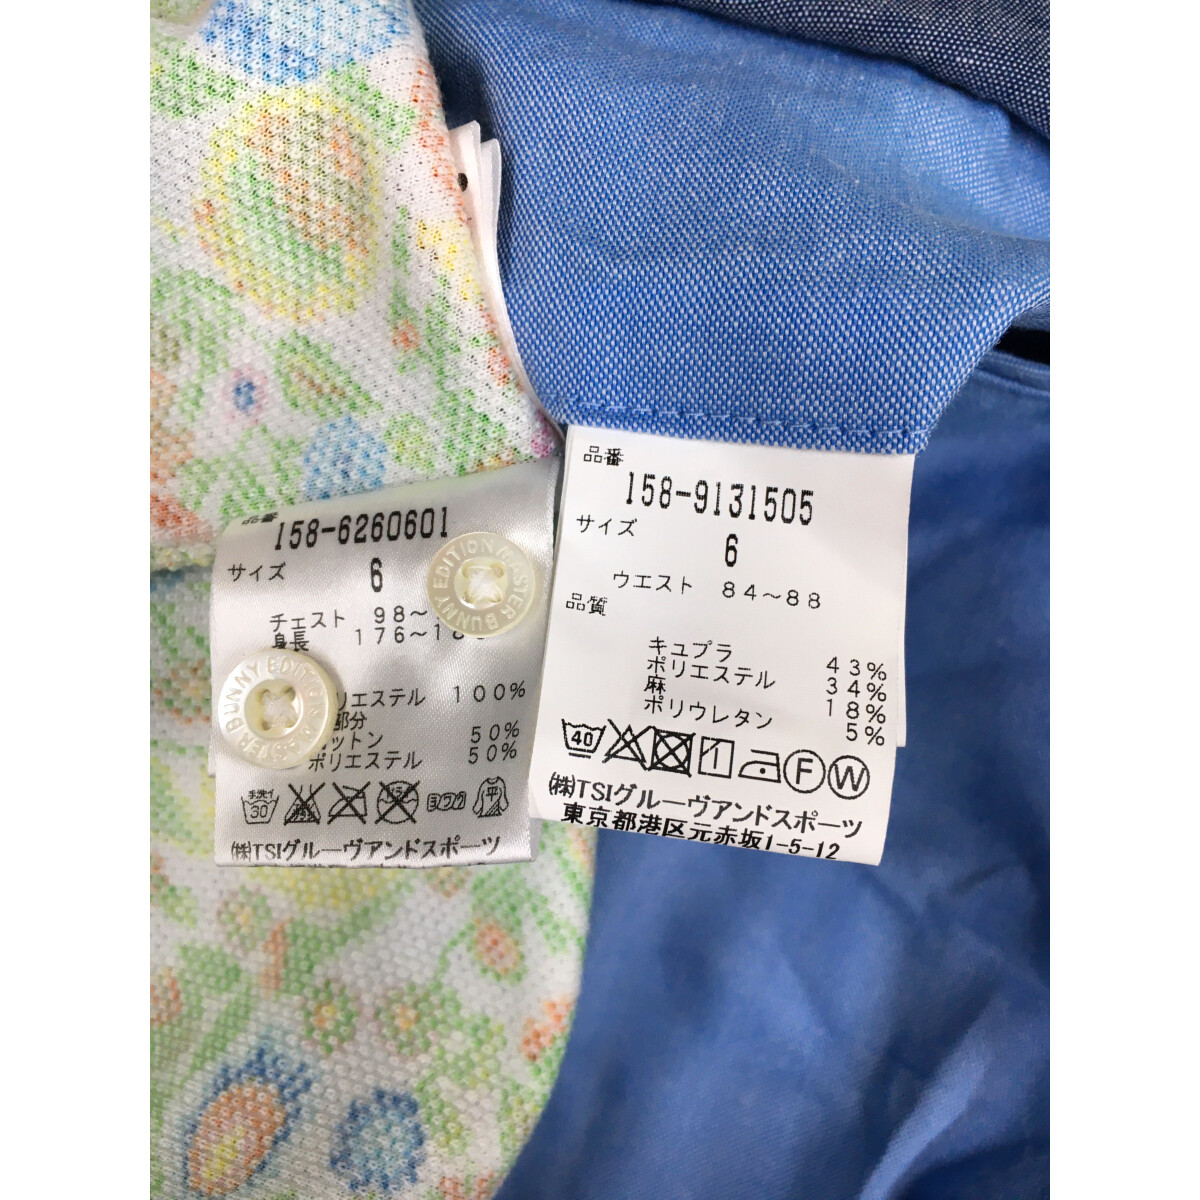 品番
158-6260601
サイズ
6
チェスト 98~
身長 176~18
リエステル 100%
部分
ットン 50%
ポリエステル 50%
手洗イ
30
平
㈱TSIグルーヴアンドスポーツ
BUNNY EDITION MASTER
MASTER BUNNY EDITION
品番
158-9131505
サイズ
6
ウエスト 84~88
品質
キュプラ 43%
ポリエステル 34%
麻 18%
ポリウレタン 5%
40
F
W
㈱TSIグルーヴアンドスポーツ
東京都港区元赤坂1-5-12